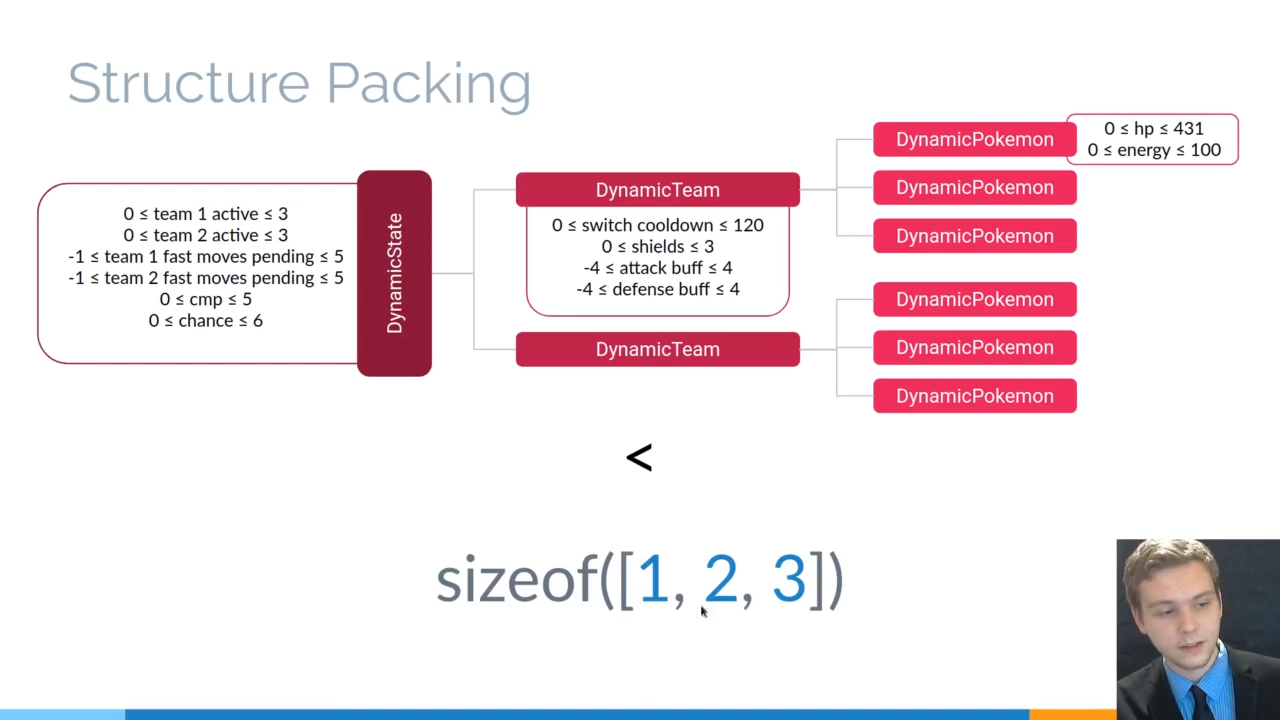 Structure Packing
0 ≤ team 1 active ≤ 3
0 ≤ team 2 active ≤ 3
-1 ≤ team 1 fast moves pending ≤ 5
-1 ≤ team 2 fast moves pending ≤ 5
0 ≤ cmp ≤ 5
0 ≤ chance ≤ 6
DynamicState
DynamicTeam
0 ≤ switch cooldown ≤ 120
0 ≤ shields ≤ 3
-4 ≤ attack buff ≤ 4
-4 ≤ defense buff ≤ 4
DynamicTeam
DynamicPokemon
0 ≤ hp ≤ 431
0 ≤ energy ≤ 100
DynamicPokemon
DynamicPokemon
DynamicPokemon
DynamicPokemon
DynamicPokemon
<
sizeof([1, 2, 3])